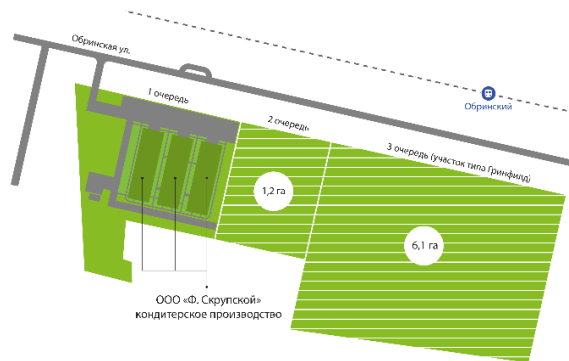 Обринская ул.
Обринский
1 очередь
2 очередь
3 очередь (участок типа Гринфилд)
1,2 га
6,1 га
ООО «Ф. Скрупской»
кондитерское производство